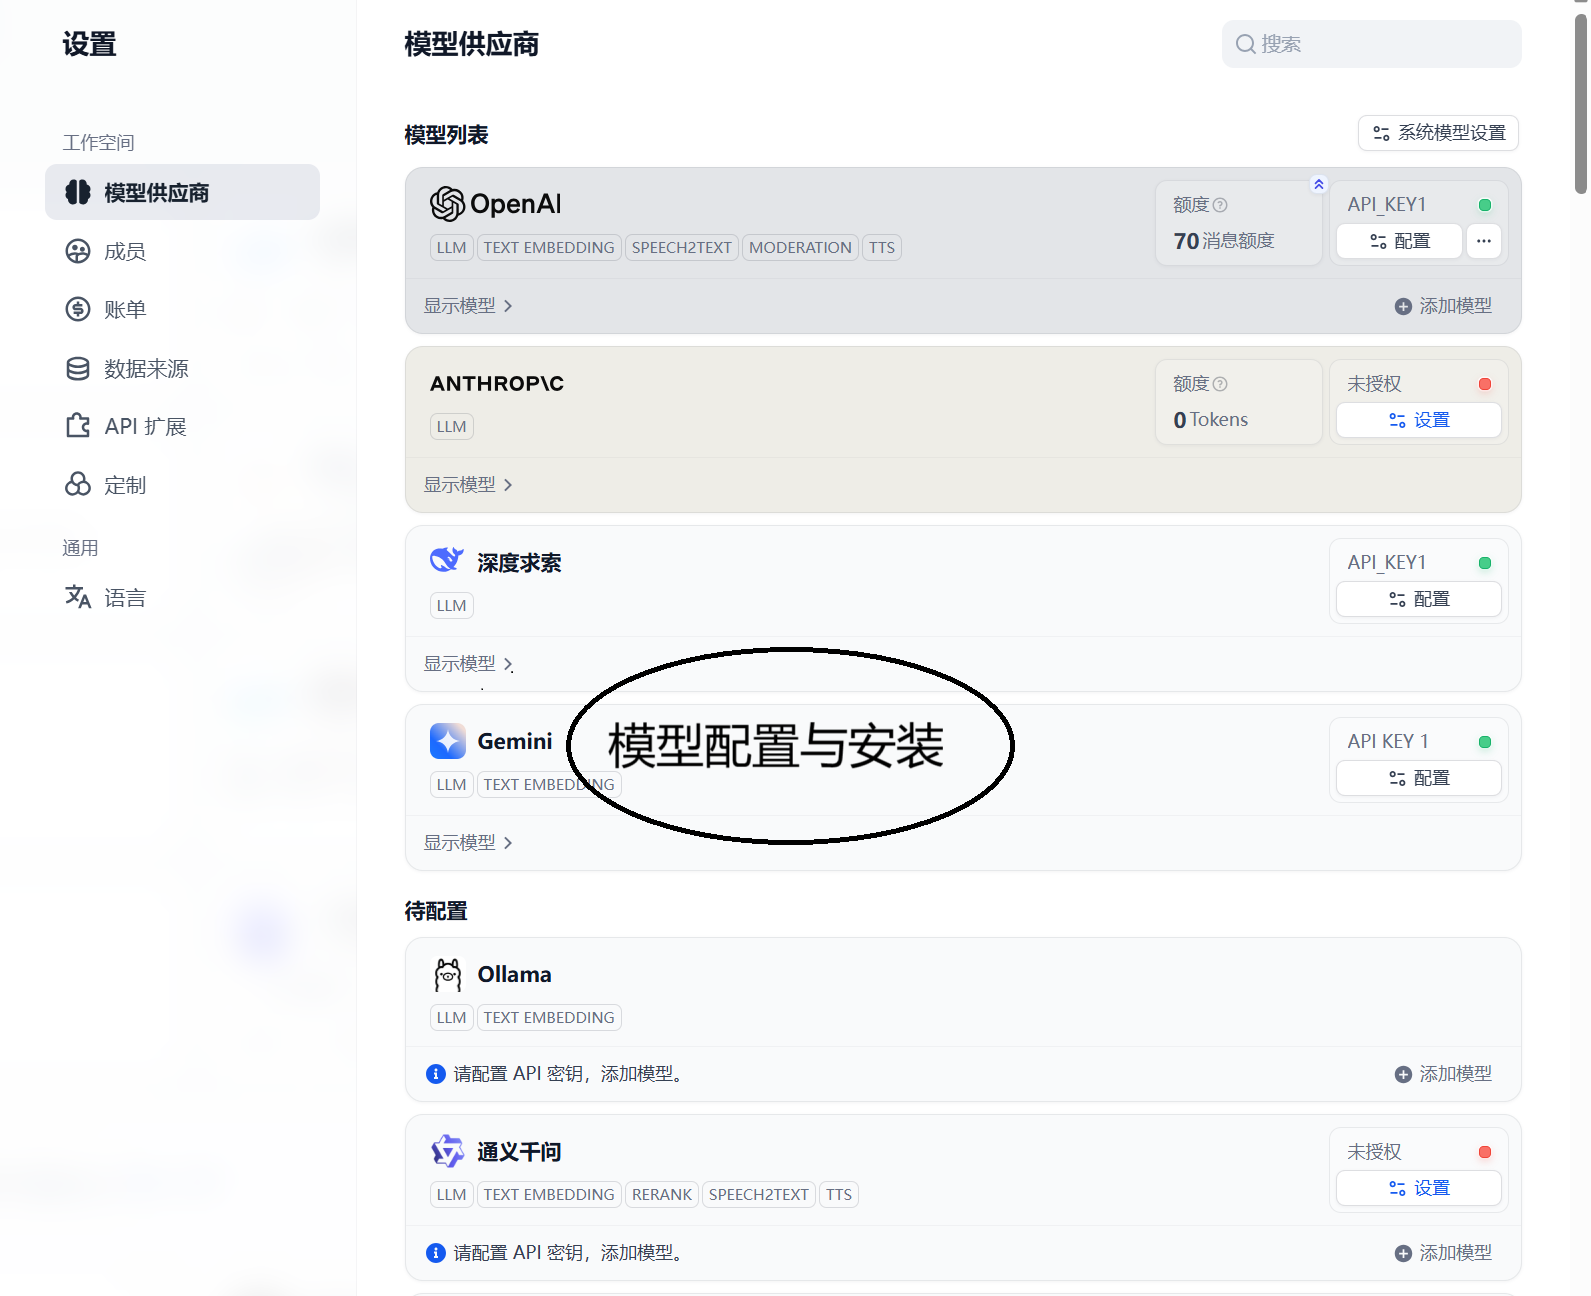 设置
工作空间
模型供应商
成员
账单
数据来源
API 扩展
定制
通用
语言
模型供应商
搜索
模型列表
系统模型设置
OpenAI
LLM TEXT EMBEDDING SPEECH2TEXT MODERATION TTS
额度
70 消息额度
API_KEY1
配置
显示模型
添加模型
ANTHROP\C
LLM
额度
0 Tokens
未授权
设置
显示模型
深度求索
LLM
API_KEY1
配置
显示模型
Gemini
LLM TEXT EMBEDDING
模型配置与安装
API KEY 1
配置
显示模型
待配置
Ollama
LLM TEXT EMBEDDING
请配置 API 密钥，添加模型。
添加模型
通义千问
LLM TEXT EMBEDDING RERANK SPEECH2TEXT TTS
未授权
设置
请配置 API 密钥，添加模型。
添加模型